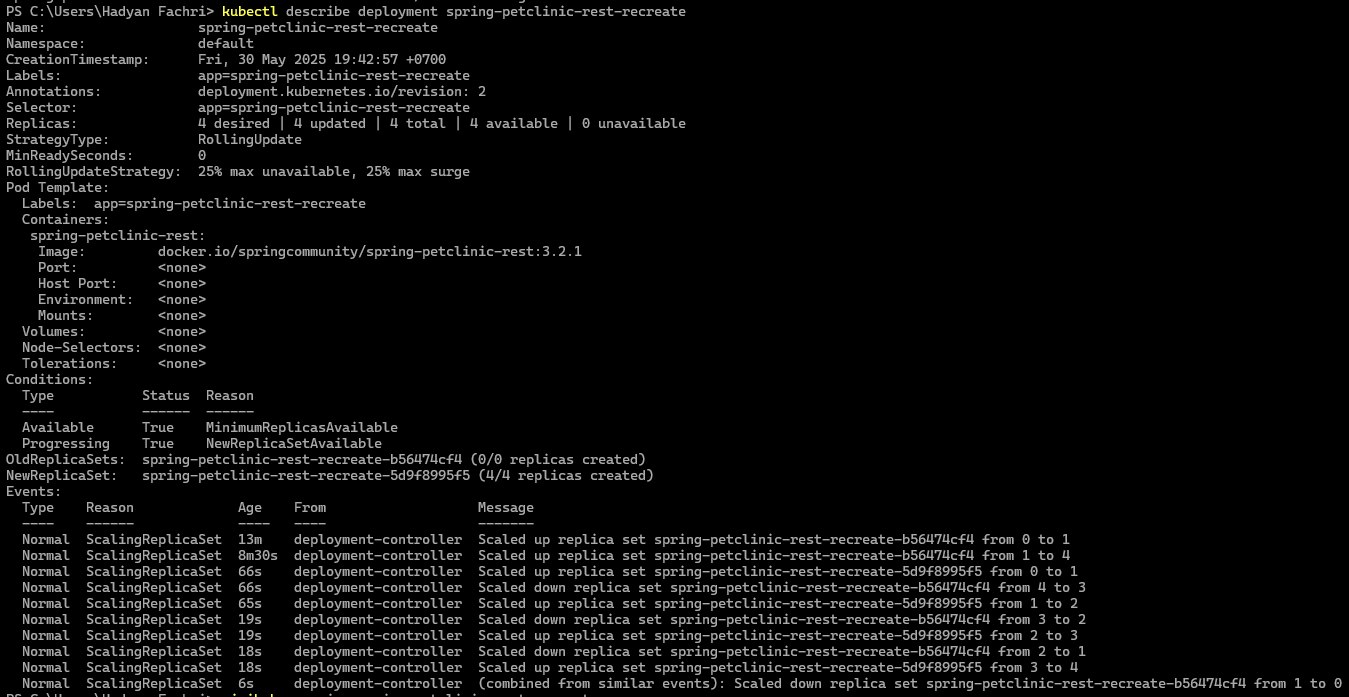 PS C:\Users\Hadyan Fachri> kubectl describe deployment spring-petclinic-rest-recreate
Name:                   spring-petclinic-rest-recreate
Namespace:              default
CreationTimestamp:      Fri, 30 May 2025 19:42:57 +0700
Labels:                 app=spring-petclinic-rest-recreate
Annotations:            deployment.kubernetes.io/revision: 2
Selector:               app=spring-petclinic-rest-recreate
Replicas:               4 desired | 4 updated | 4 total | 4 available | 0 unavailable
StrategyType:           RollingUpdate
MinReadySeconds:        0
RollingUpdateStrategy:  25% max unavailable, 25% max surge
Pod Template:
  Labels:  app=spring-petclinic-rest-recreate
  Containers:
   spring-petclinic-rest:
    Image:         docker.io/springcommunity/spring-petclinic-rest:3.2.1
    Port:          <none>
    Host Port:     <none>
    Environment:   <none>
    Mounts:        <none>
  Volumes:         <none>
  Node-Selectors:  <none>
  Tolerations:     <none>
Conditions:
  Type           Status  Reason
  ----           ------  ------
  Available      True    MinimumReplicasAvailable
  Progressing    True    NewReplicaSetAvailable
OldReplicaSets:  spring-petclinic-rest-recreate-b56474cf4 (0/0 replicas created)
NewReplicaSet:   spring-petclinic-rest-recreate-5d9f8995f5 (4/4 replicas created)
Events:
  Type    Reason             Age    From                   Message
  ----    ------             ----   ----                   -------
  Normal  ScalingReplicaSet  13m    deployment-controller  Scaled up replica set spring-petclinic-rest-recreate-b56474cf4 from 0 to 1
  Normal  ScalingReplicaSet  8m30s  deployment-controller  Scaled up replica set spring-petclinic-rest-recreate-b56474cf4 from 1 to 4
  Normal  ScalingReplicaSet  66s    deployment-controller  Scaled up replica set spring-petclinic-rest-recreate-5d9f8995f5 from 0 to 1
  Normal  ScalingReplicaSet  66s    deployment-controller  Scaled down replica set spring-petclinic-rest-recreate-b56474cf4 from 4 to 3
  Normal  ScalingReplicaSet  65s    deployment-controller  Scaled up replica set spring-petclinic-rest-recreate-5d9f8995f5 from 1 to 2
  Normal  ScalingReplicaSet  19s    deployment-controller  Scaled down replica set spring-petclinic-rest-recreate-b56474cf4 from 3 to 2
  Normal  ScalingReplicaSet  19s    deployment-controller  Scaled up replica set spring-petclinic-rest-recreate-5d9f8995f5 from 2 to 3
  Normal  ScalingReplicaSet  18s    deployment-controller  Scaled down replica set spring-petclinic-rest-recreate-b56474cf4 from 2 to 1
  Normal  ScalingReplicaSet  18s    deployment-controller  Scaled up replica set spring-petclinic-rest-recreate-5d9f8995f5 from 3 to 4
  Normal  ScalingReplicaSet  6s     deployment-controller  (combined from similar events): Scaled down replica set spring-petclinic-rest-recreate-b56474cf4 from 1 to 0